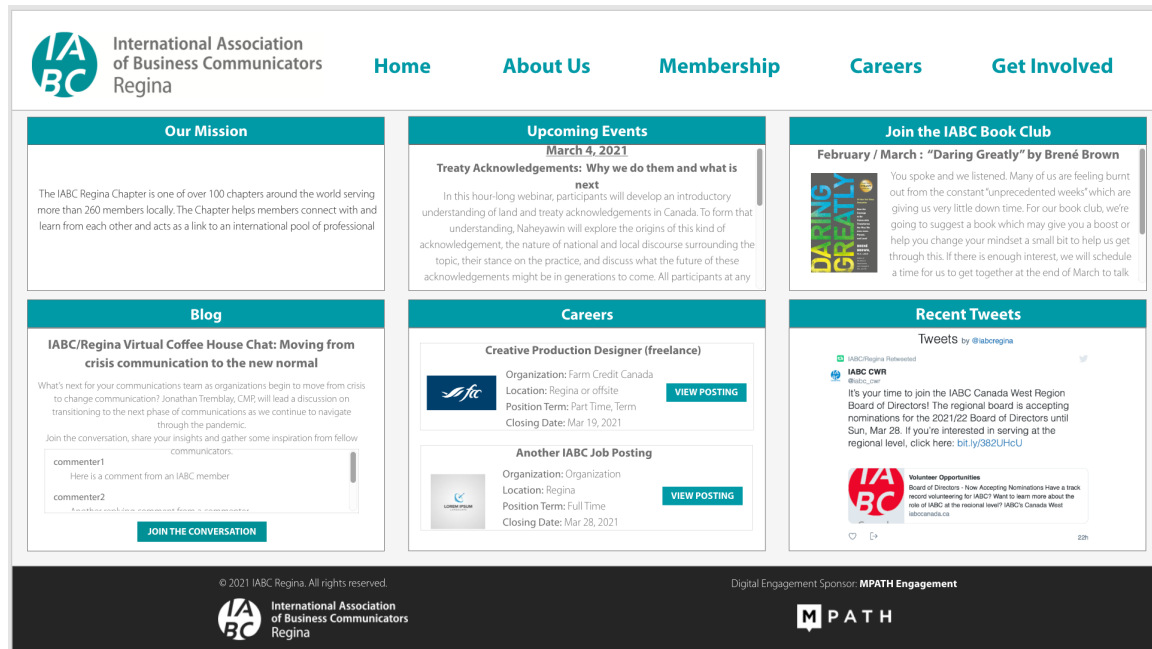 IA
BC
International Association
of Business Communicators
Regina
Home
About Us
Membership
Careers
Get Involved
Our Mission
The IABC Regina Chapter is one of over 100 chapters around the world serving
more than 260 members locally. The Chapter helps members connect with and
learn from each other and acts as a link to an international pool of professional
Upcoming Events
March 4, 2021
Treaty Acknowledgements: Why we do them and what is
next
In this hour-long webinar, participants will develop an introductory
understanding of land and treaty acknowledgements in Canada. To form that
understanding, Naheyawin will explore the origins of this kind of
acknowledgement, the nature of national and local discourse surrounding the
topic, their stance on the practice, and discuss what the future of these
acknowledgements might be in generations to come. All participants at any
Join the IABC Book Club
February / March : “Daring Greatly” by Brené Brown
DARING
GREATLY
You spoke and we listened. Many of us are feeling burnt
out from the constant “unprecedented weeks” which are
giving us very little down time. For our book club, we’re
going to suggest a book which may give you a boost or
help you change your mindset a small bit to help us get
through this. If there is enough interest, we will schedule
a time for us to get together at the end of March to talk
Blog
IABC/Regina Virtual Coffee House Chat: Moving from
crisis communication to the new normal
What’s next for your communications team as organizations begin to move from crisis
to change communication? Jonathan Tremblay, CMP, will lead a discussion on
transitioning to the next phase of communications as we continue to navigate
through the pandemic.
Join the conversation, share your insights and gather some inspiration from fellow
communicators.
commenter1
Here is a comment from an IABC member
commenter2
Another replying comment from a commenter
JOIN THE CONVERSATION
Careers
Creative Production Designer (freelance)
fcc
Organization: Farm Credit Canada
Location: Regina or offsite
Position Term: Part Time, Term
Closing Date: Mar 19, 2021
VIEW POSTING
Another IABC Job Posting
LOREM IPSUM
Organization: Organization
Location: Regina
Position Term: Full Time
Closing Date: Mar 28, 2021
VIEW POSTING
Recent Tweets
Tweets by @iabcregina
IABC/Regina Retweeted
IABC CWR
@iabc_cwr
It's your time to join the IABC Canada West Region
Board of Directors! The regional board is accepting
nominations for the 2021/22 Board of Directors until
Sun, Mar 28. If you're interested in serving at the
regional level, click here: bit.ly/382UHcU
IA
BC
Volunteer Opportunities
Board of Directors - Now Accepting Nominations Have a track
record volunteering for IABC? Want to learn more about the
role of IABC at the regional level? IABC's Canada West
iabccanada.ca
22h
© 2021 IABC Regina. All rights reserved.
IA
BC
International Association
of Business Communicators
Regina
Digital Engagement Sponsor: MPATH Engagement
M PATH